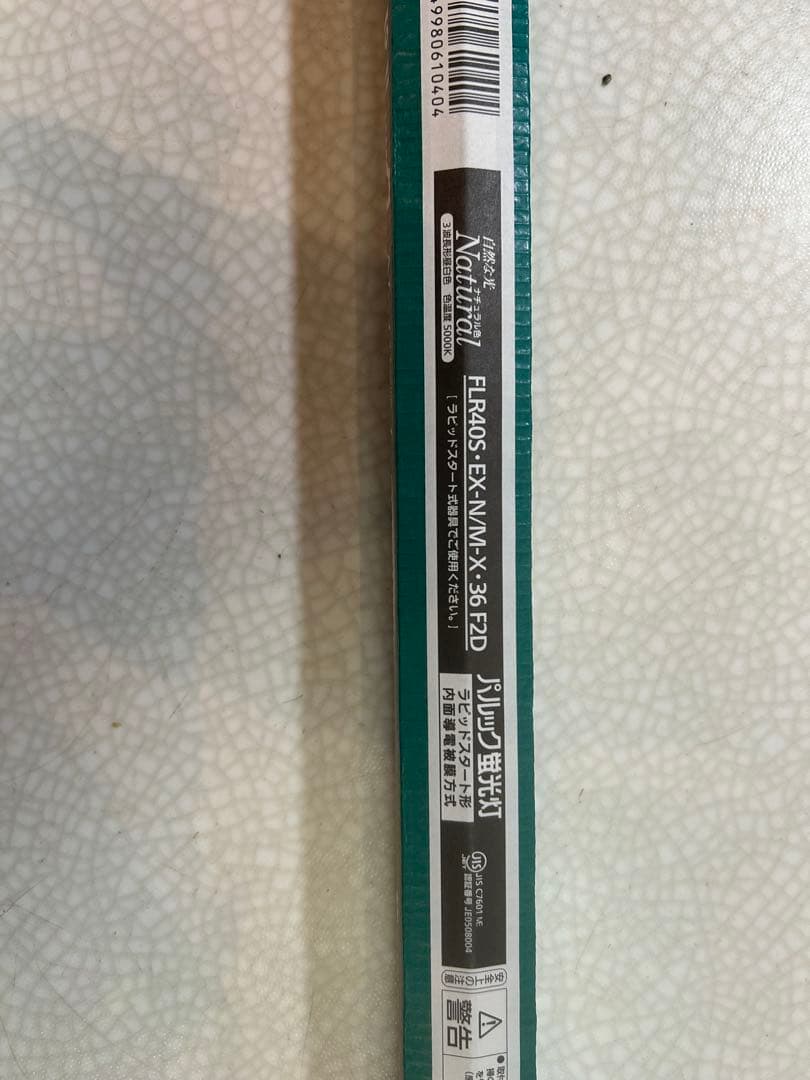 99806 10404
自然な光
Natural
ナチュラル色
3波長形昼白色 色温度 5000K
FLR40S・EX-N/M-X・36 F2D
[ラピッドスタート式器具でご使用ください。]
パルック蛍光灯
ラピッドスタート形
内面導電被膜方式
JIS
JIS C7601
認証番号 JE0508004
安全上の注意
警告